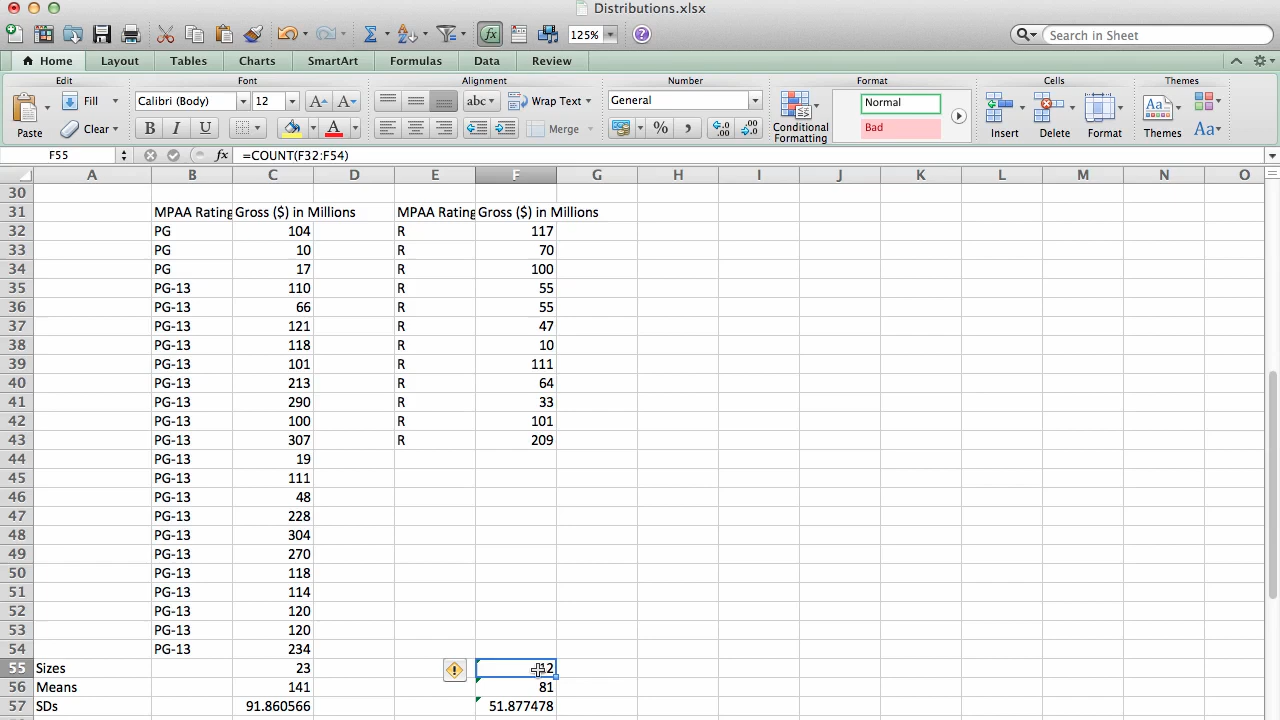 Distributions.xlsx
125%
Search in Sheet
Home Layout Tables Charts SmartArt Formulas Data Review
Edit Font Alignment Number Format Cells Themes
Paste Fill Clear Calibri (Body) 12 A A abc Wrap Text General Conditional Formatting Normal Insert Delete Format Themes Aa
B I U A Merge % Bad
F55 fx =COUNT(F32:F54)
A B C D E F G H I J K L M N O
30
31 MPAA Rating Gross ($) in Millions MPAA Rating Gross ($) in Millions
32 PG 104 R 117
33 PG 10 R 70
34 PG 17 R 100
35 PG-13 110 R 55
36 PG-13 66 R 55
37 PG-13 121 R 47
38 PG-13 118 R 10
39 PG-13 101 R 111
40 PG-13 213 R 64
41 PG-13 290 R 33
42 PG-13 100 R 101
43 PG-13 307 R 209
44 PG-13 19
45 PG-13 111
46 PG-13 48
47 PG-13 228
48 PG-13 304
49 PG-13 270
50 PG-13 118
51 PG-13 114
52 PG-13 120
53 PG-13 120
54 PG-13 234
55 Sizes 23 12
56 Means 141 81
57 SDs 91.860566 51.877478